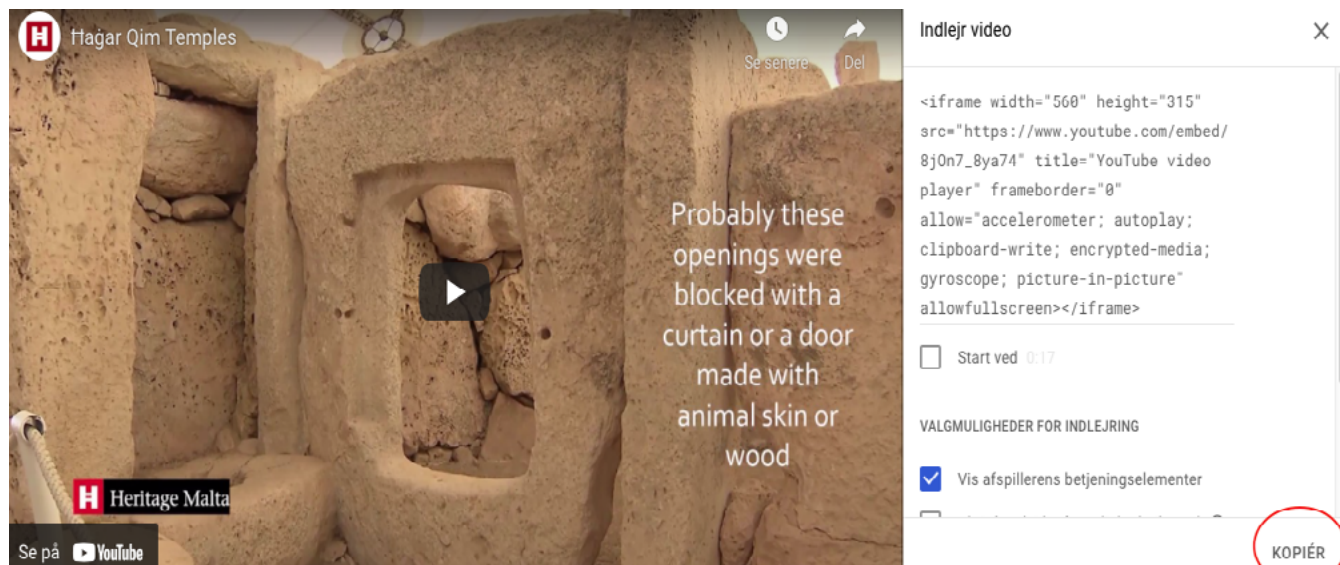 H Ħaġar Qim Temples
Se senere
Del
Probably these
openings were
blocked with a
curtain or a door
made with
animal skin or
wood
H Heritage Malta
Se på YouTube
Indlejr video
<iframe width="560" height="315"
src="https://www.youtube.com/embed/
8jOn7_8ya74" title="YouTube video
player" frameborder="0"
allow="accelerometer; autoplay;
clipboard-write; encrypted-media;
gyroscope; picture-in-picture"
allowfullscreen></iframe>
Start ved 0:17
VALGMULIGHEDER FOR INDLEJRING
Vis afspillerens betjeningselementer
KOPIÉR